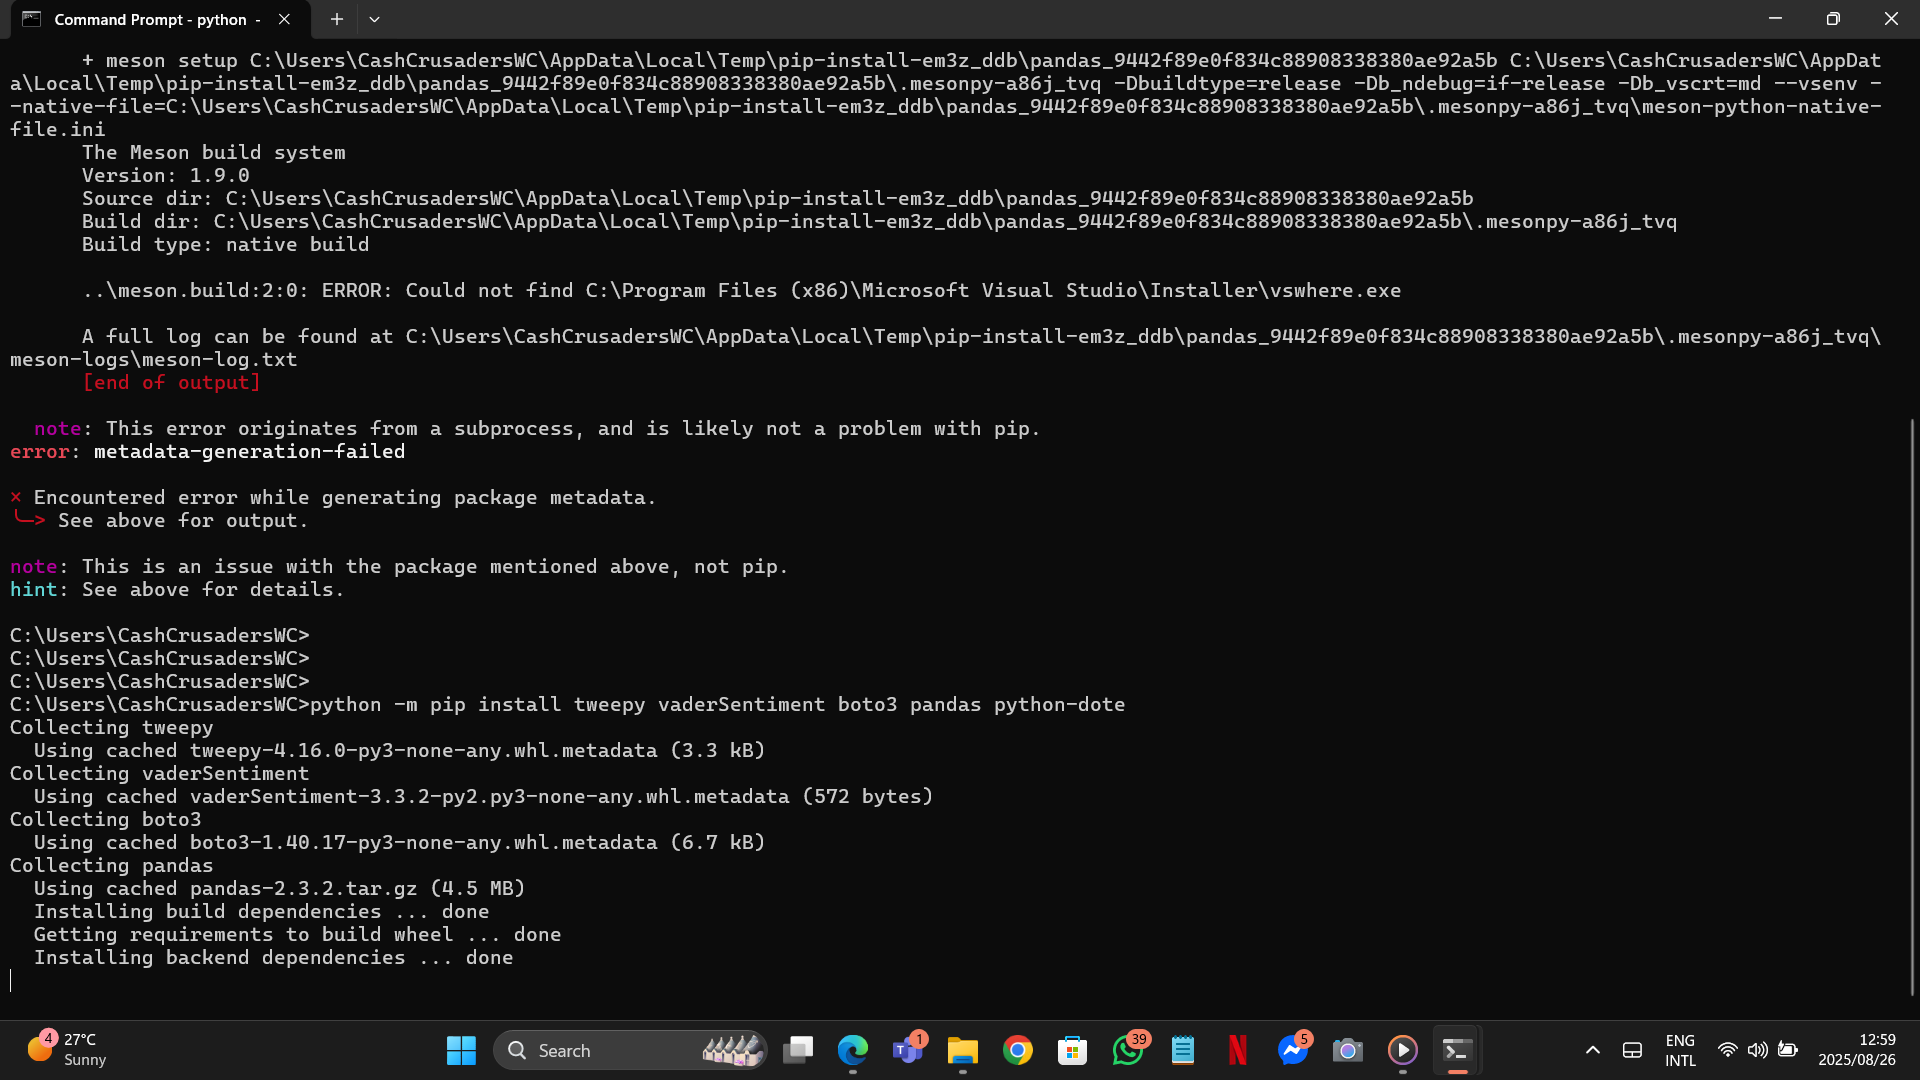 Command Prompt - python -
+ meson setup C:\Users\CashCrusadersWC\AppData\Local\Temp\pip-install-em3z_ddb\pandas_9442f89e0f834c88908338380ae92a5b C:\Users\CashCrusadersWC\AppDat
a\Local\Temp\pip-install-em3z_ddb\pandas_9442f89e0f834c88908338380ae92a5b\.mesonpy-a86j_tvq -Dbuildtype=release -Db_ndebug=if-release -Db_vscrt=md --vsenv -
-native-file=C:\Users\CashCrusadersWC\AppData\Local\Temp\pip-install-em3z_ddb\pandas_9442f89e0f834c88908338380ae92a5b\.mesonpy-a86j_tvq\meson-python-native-
file.ini
The Meson build system
Version: 1.9.0
Source dir: C:\Users\CashCrusadersWC\AppData\Local\Temp\pip-install-em3z_ddb\pandas_9442f89e0f834c88908338380ae92a5b
Build dir: C:\Users\CashCrusadersWC\AppData\Local\Temp\pip-install-em3z_ddb\pandas_9442f89e0f834c88908338380ae92a5b\.mesonpy-a86j_tvq
Build type: native build
..\meson.build:2:0: ERROR: Could not find C:\Program Files (x86)\Microsoft Visual Studio\Installer\vswhere.exe
A full log can be found at C:\Users\CashCrusadersWC\AppData\Local\Temp\pip-install-em3z_ddb\pandas_9442f89e0f834c88908338380ae92a5b\.mesonpy-a86j_tvq\
meson-logs\meson-log.txt
[end of output]
note: This error originates from a subprocess, and is likely not a problem with pip.
error: metadata-generation-failed
× Encountered error while generating package metadata.
╰─> See above for output.
note: This is an issue with the package mentioned above, not pip.
hint: See above for details.
C:\Users\CashCrusadersWC>
C:\Users\CashCrusadersWC>
C:\Users\CashCrusadersWC>
C:\Users\CashCrusadersWC>python -m pip install tweepy vaderSentiment boto3 pandas python-dote
Collecting tweepy
Using cached tweepy-4.16.0-py3-none-any.whl.metadata (3.3 kB)
Collecting vaderSentiment
Using cached vaderSentiment-3.3.2-py2.py3-none-any.whl.metadata (572 bytes)
Collecting boto3
Using cached boto3-1.40.17-py3-none-any.whl.metadata (6.7 kB)
Collecting pandas
Using cached pandas-2.3.2.tar.gz (4.5 MB)
Installing build dependencies ... done
Getting requirements to build wheel ... done
Installing backend dependencies ... done
4
27°C
Sunny
Search
1
39
5
ENG
INTL
12:59
2025/08/26